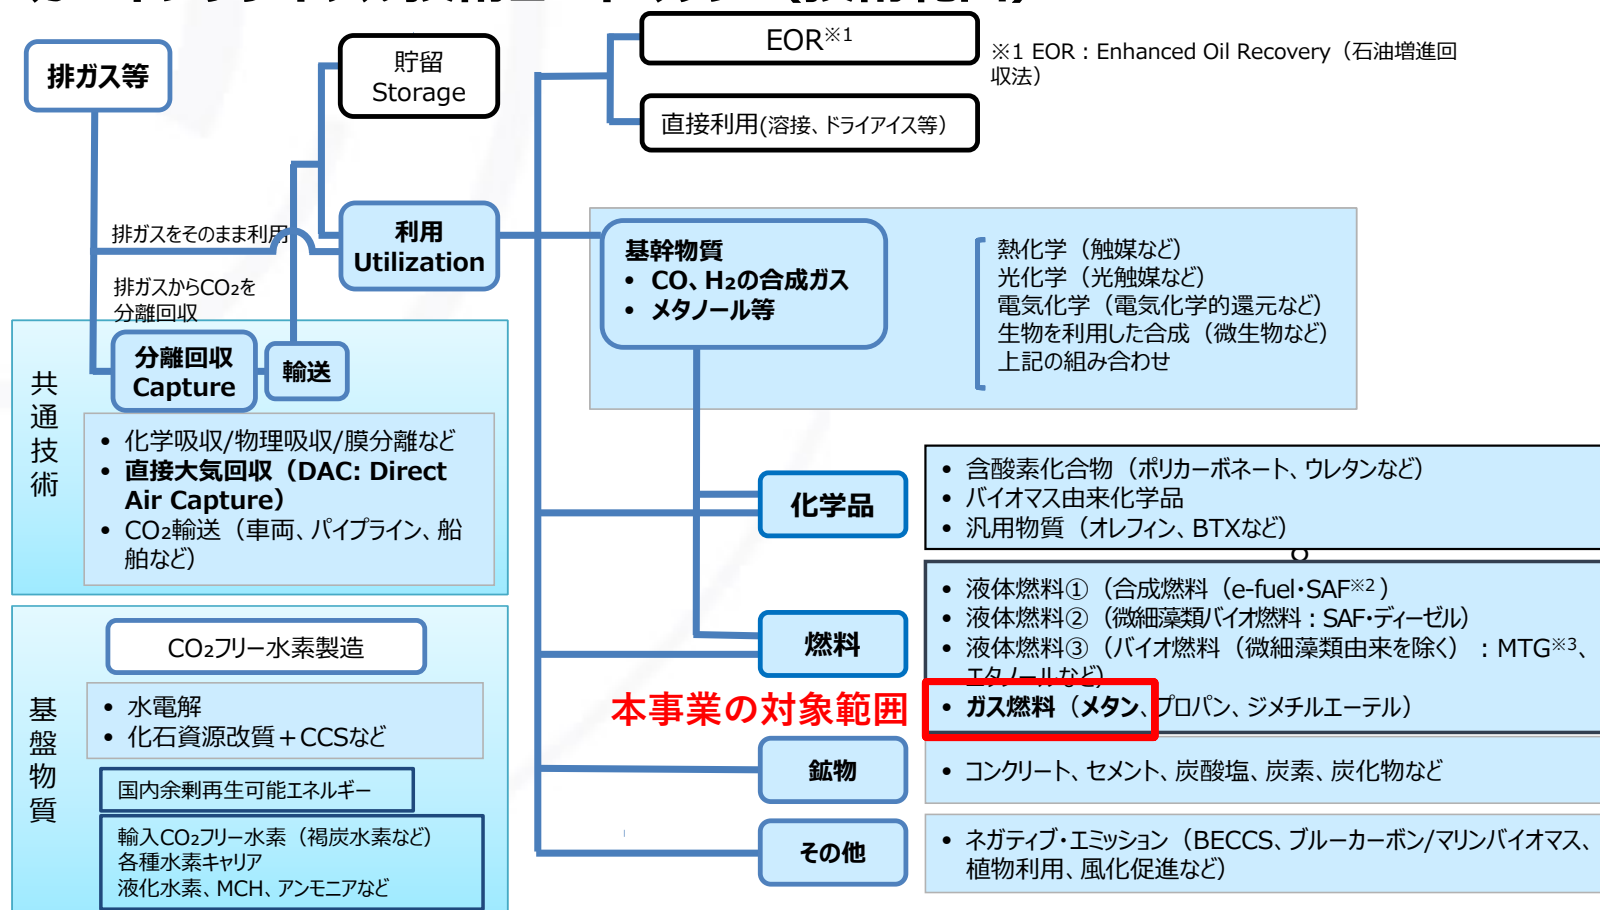 EOR※1
※1 EOR：Enhanced Oil Recovery（石油増進回
収法）
排ガス等
貯留
Storage
直接利用(溶接、ドライアイス等）
排ガスをそのまま利用
利用
Utilization
基幹物質
• CO、H₂の合成ガス
• メタノール等
熱化学（触媒など）
光化学（光触媒など）
電気化学（電気化学的還元など）
生物を利用した合成（微生物など）
上記の組み合わせ
排ガスからCO₂を
分離回収
共通技術
分離回収
Capture
輸送
• 化学吸収/物理吸収/膜分離など
• 直接大気回収（DAC: Direct
Air Capture）
• CO₂輸送（車両、パイプライン、船
舶など）
化学品
• 含酸素化合物（ポリカーボネート、ウレタンなど）
• バイオマス由来化学品
• 汎用物質（オレフィン、BTXなど）
燃料
• 液体燃料①（合成燃料（e-fuel・SAF※2）
• 液体燃料②（微細藻類バイオ燃料：SAF・ディーゼル）
• 液体燃料③（バイオ燃料（微細藻類由来を除く）：MTG※3、
エタノールなど）
• ガス燃料（メタン、プロパン、ジメチルエーテル）
本事業の対象範囲
基盤物質
CO₂フリー水素製造
• 水電解
• 化石資源改質＋CCSなど
国内余剰再生可能エネルギー
輸入CO₂フリー水素（褐炭水素など）
各種水素キャリア
液化水素、MCH、アンモニアなど
鉱物
• コンクリート、セメント、炭酸塩、炭素、炭化物など
その他
• ネガティブ・エミッション（BECCS、ブルーカーボン/マリンバイオマス、
植物利用、風化促進など）